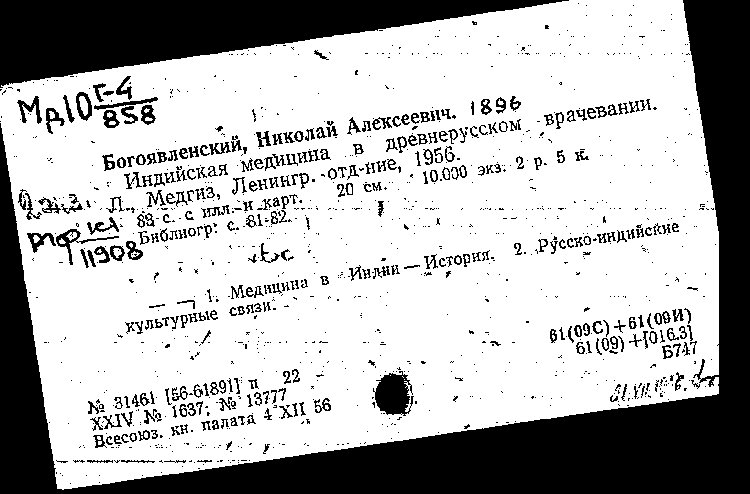 Мд10 Г-4
858
Богоявленский, Николай Алексеевич. 1896
Индийская медицина в древнерусском врачевании.
Л., Медгиз, Ленингр. отд-ние, 1956.
88 с. с илл. и карт. 20 см. 10.000 экз. 2 р. 5 к.
Библиогр: с. 81-82.
11908
— — 1. Медицина в Индии — История. 2. Русско-индийские
культурные связи.
61(09С)+61(09И)
61(09)+[016.3]
Б747
№ 31461 [56-61891] п 22
XXIV № 1637; № 13777
Всесоюз. кн. палата 4 XII 56